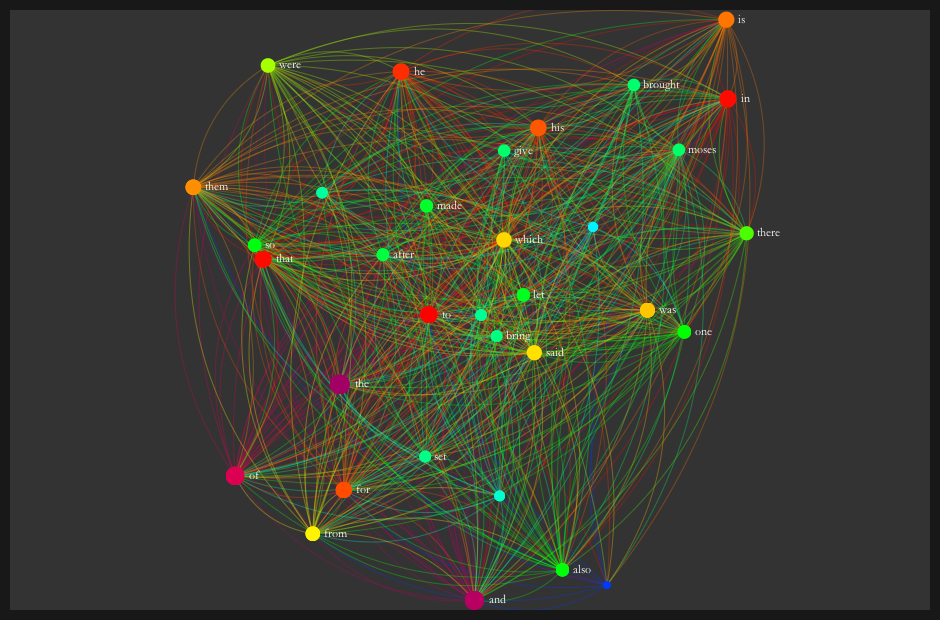 is
were
he
brought
in
his
give
moses
them
made
there
so
which
after
that
let
to
was
one
bring
said
the
set
of
for
from
also
and